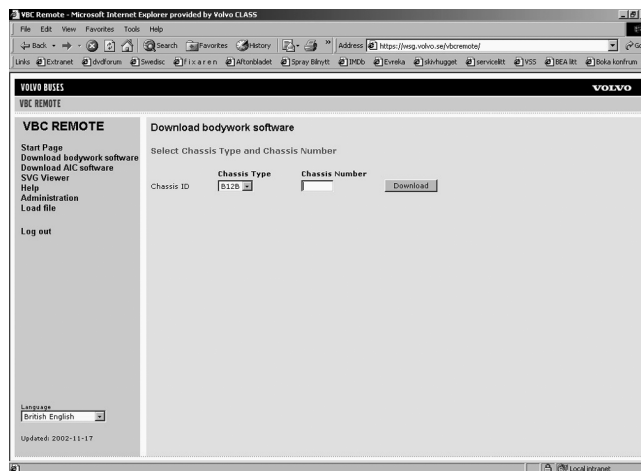 VBC Remote - Microsoft Internet Explorer provided by Volvo CLASS
File Edit View Favorites Tools Help
Back Search Favorites History Address https://wsg.volvo.se/vbcremote/ Go
Links Extranet dvdforum Swedisc f i x a r e n Aftonbladet Spray Bilnytt IMDb Evreka skivhugget servicelitt VSS BEA litt Boka konfrum
VOLVO BUSES VOLVO
VBC REMOTE
VBC REMOTE
Start Page
Download bodywork software
Download AIC software
SVG Viewer
Help
Administration
Load file
Log out
Download bodywork software
Select Chassis Type and Chassis Number
Chassis Type Chassis Number
Chassis ID B12B Download
Language
British English
Updated: 2002-11-17
Local intranet